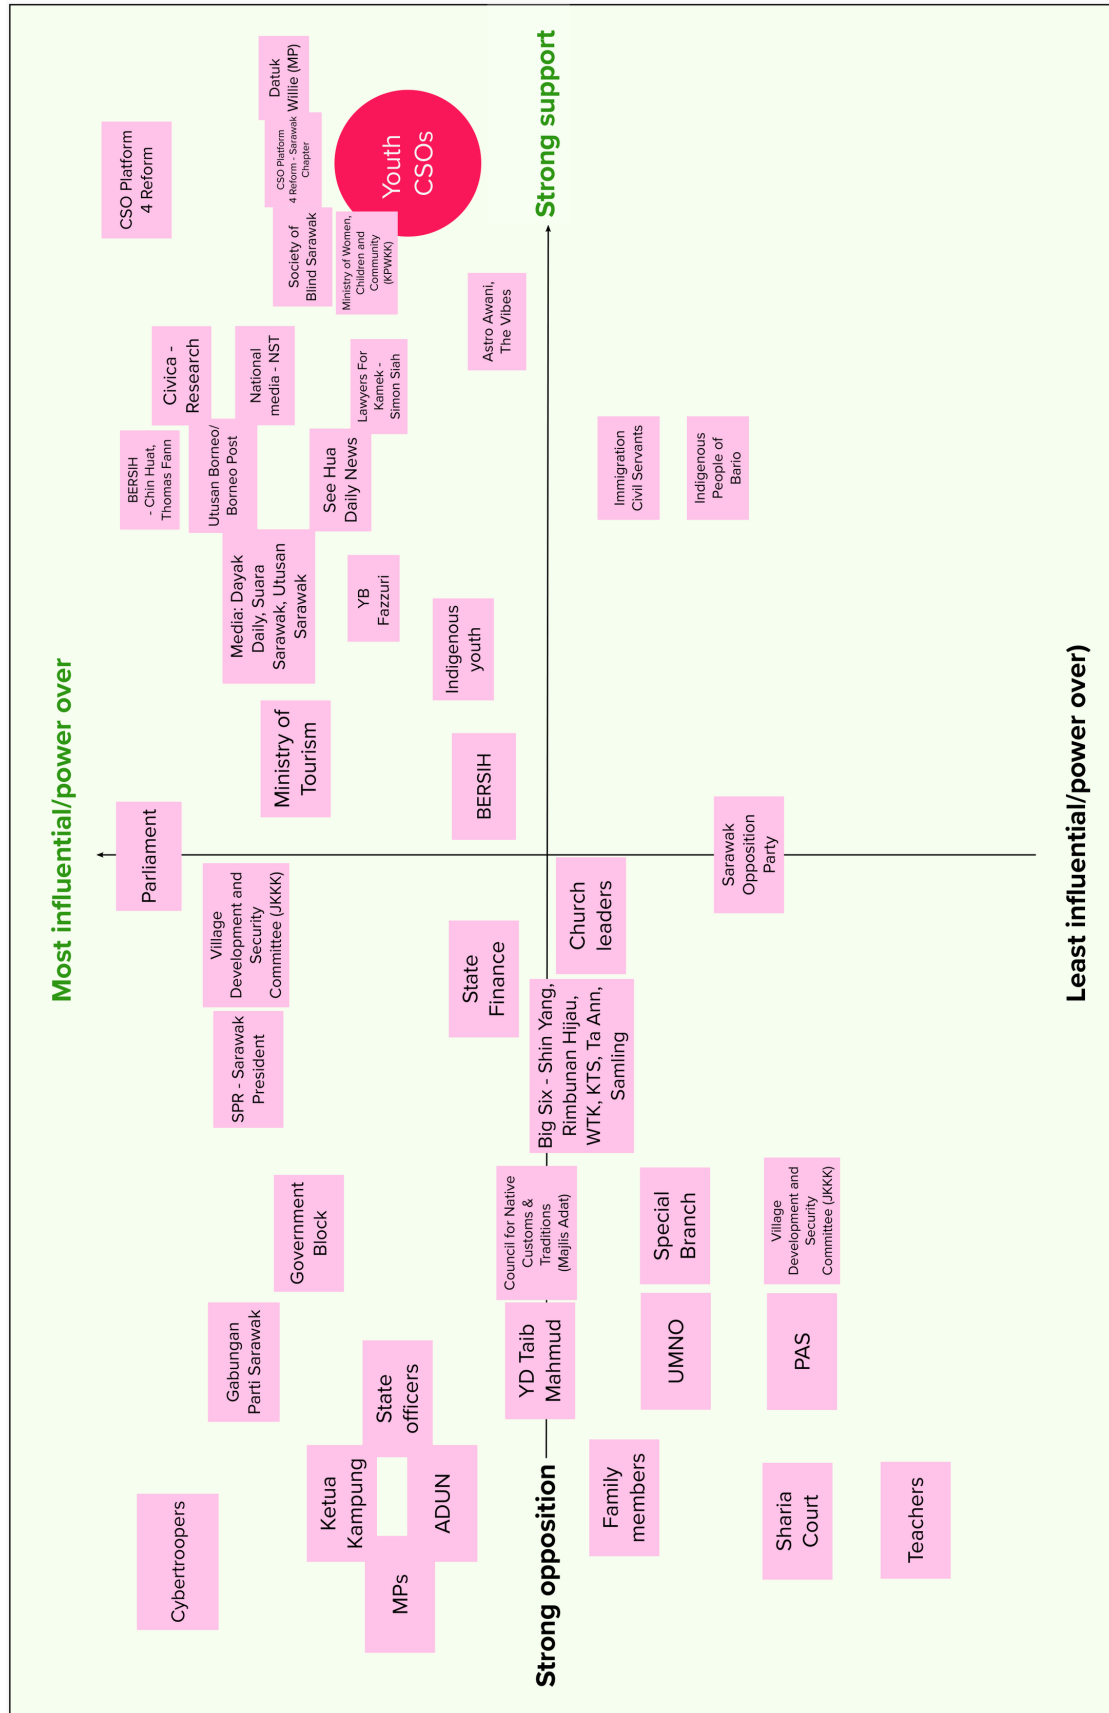 Most influential/power over
Cybertroopers
Gabungan
Parti Sarawak
Government
Block
Ketua
Kampung
MPs
ADUN
State
officers
SPR - Sarawak
President
Village
Development and
Security
Committee (JKKK)
Parliament
State
Finance
Ministry of
Tourism
BERSIH
Media: Dayak
Daily, Suara
Sarawak, Utusan
Sarawak
YB
Fazzuri
Indigenous
youth
BERSIH
- Chin Huat,
Thomas Fann
Utusan Borneo/
Borneo Post
See Hua
Daily News
Civica -
Research
National
media - NST
Lawyers For
Kamek -
Simon Siah
Astro Awani,
The Vibes
CSO Platform
4 Reform
Society of
Blind Sarawak
Ministry of Women,
Children and
Community
(KPWKK)
CSO Platform
4 Reform - Sarawak
Chapter
Datuk
Willie (MP)
Youth
CSOs
Strong opposition
YD Taib
Mahmud
Council for Native
Customs &
Traditions
(Majlis Adat)
Big Six - Shin Yang,
Rimbunan Hijau,
WTK, KTS, Ta Ann,
Samling
Church
leaders
Strong support
Family
members
UMNO
Special
Branch
Sharia
Court
PAS
Village
Development and
Security
Committee (JKKK)
Teachers
Sarawak
Opposition
Party
Immigration
Civil Servants
Indigenous
People of
Bario
Least influential/power over)